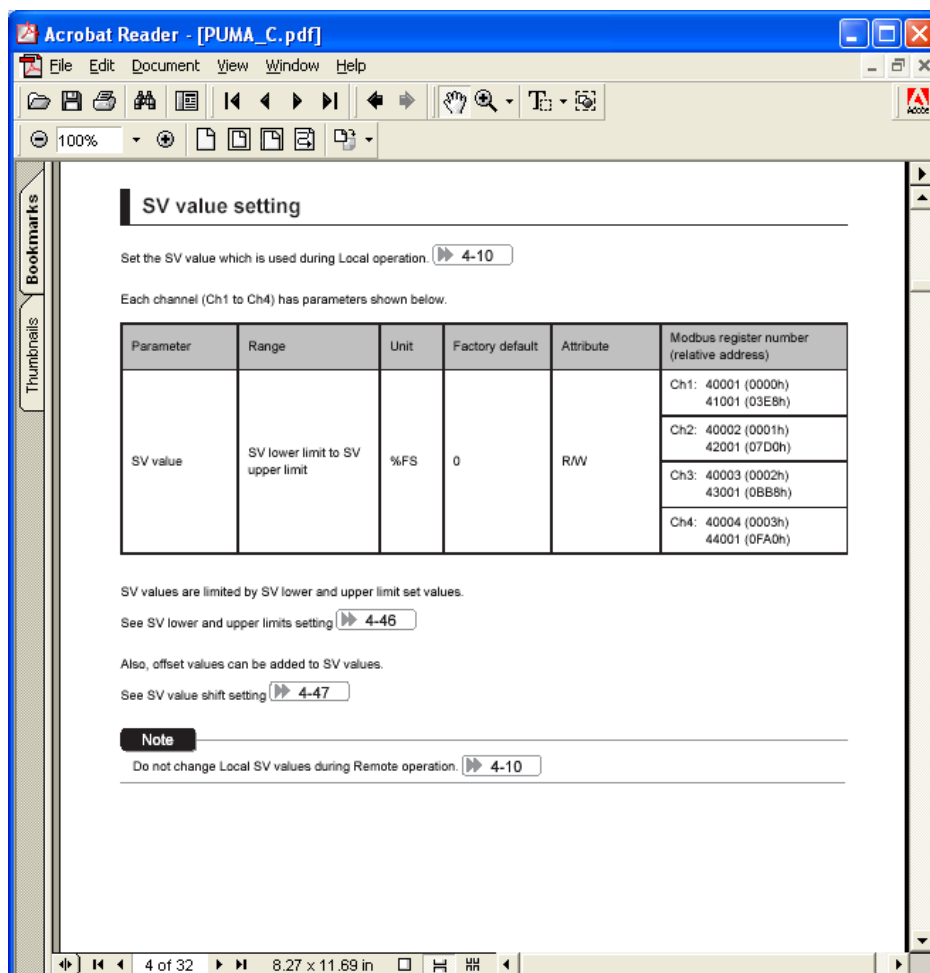 Acrobat Reader - [PUMA_C.pdf]
File Edit Document View Window Help
Adobe
100%
Bookmarks
Thumbnails
SV value setting
Set the SV value which is used during Local operation. 4-10
Each channel (Ch1 to Ch4) has parameters shown below.
Parameter Range Unit Factory default Attribute Modbus register number (relative address)
SV value SV lower limit to SV upper limit %FS 0 R/W
Ch1: 40001 (0000h)
41001 (03E8h)
Ch2: 40002 (0001h)
42001 (07D0h)
Ch3: 40003 (0002h)
43001 (0BB8h)
Ch4: 40004 (0003h)
44001 (0FA0h)
SV values are limited by SV lower and upper limit set values.
See SV lower and upper limits setting 4-46
Also, offset values can be added to SV values.
See SV value shift setting 4-47
Note
Do not change Local SV values during Remote operation. 4-10
4 of 32 8.27 x 11.69 in